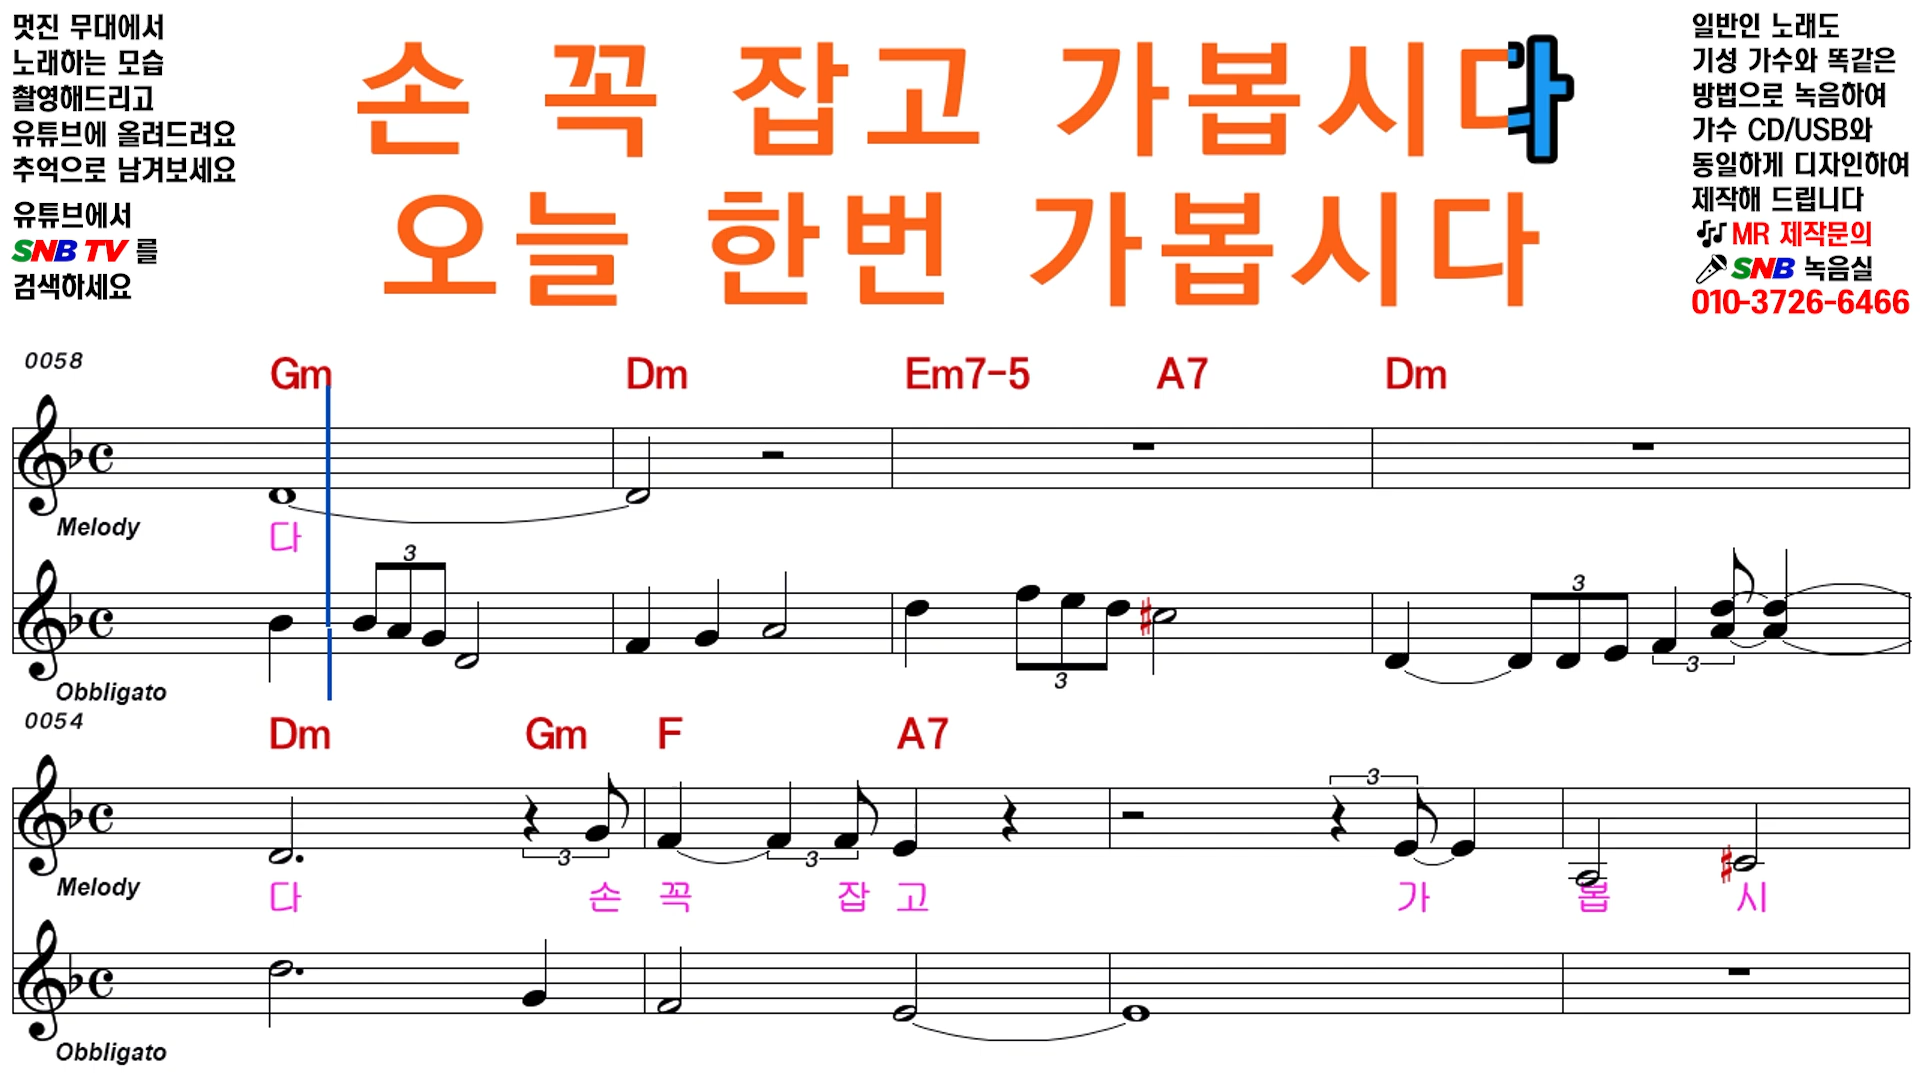 멋진 무대에서
노래하는 모습
촬영해드리고
유튜브에 올려드려요
추억으로 남겨보세요
유튜브에서
SNB TV 를
검색하세요
손 꼭 잡고 가봅시다
오늘 한번 가봅시다
일반인 노래도
기성 가수와 똑같은
방법으로 녹음하여
가수 CD/USB와
동일하게 디자인하여
제작해 드립니다
MR 제작문의
SNB 녹음실
010-3726-6466
0058
Gm Dm Em7-5 A7 Dm
Melody
다
3
3
3
3
Obbligato
0054
Dm Gm F A7
3
3
3
Melody
다 손 꼭 잡 고 가 봅 시
Obbligato